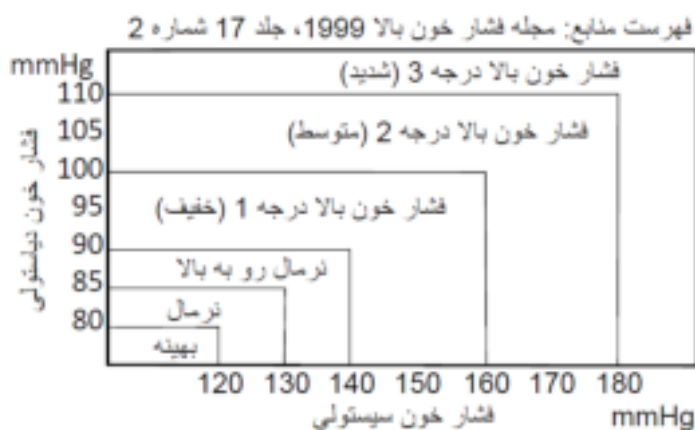 فهرست منابع: مجله فشار خون بالا 1999، جلد 17 شماره 2
mmHg
فشار خون بالا درجه 3 (شدید)
110
105
فشار خون بالا درجه 2 (متوسط)
100
95
فشار خون بالا درجه 1 (خفیف)
90
نرمال رو به بالا
85
نرمال
80
بهینه
فشار خون دیاستولی
120 130 140 150 160 170 180
فشار خون سیستولی
mmHg